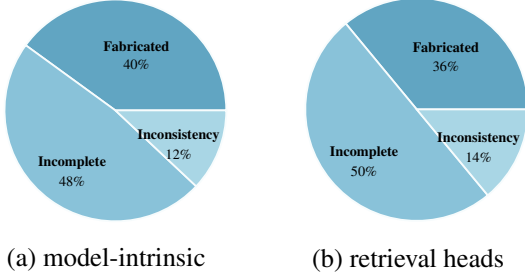 Fabricated
40%
Inconsistency
12%
Incomplete
48%
(a) model-intrinsic
Fabricated
36%
Inconsistency
14%
Incomplete
50%
(b) retrieval heads